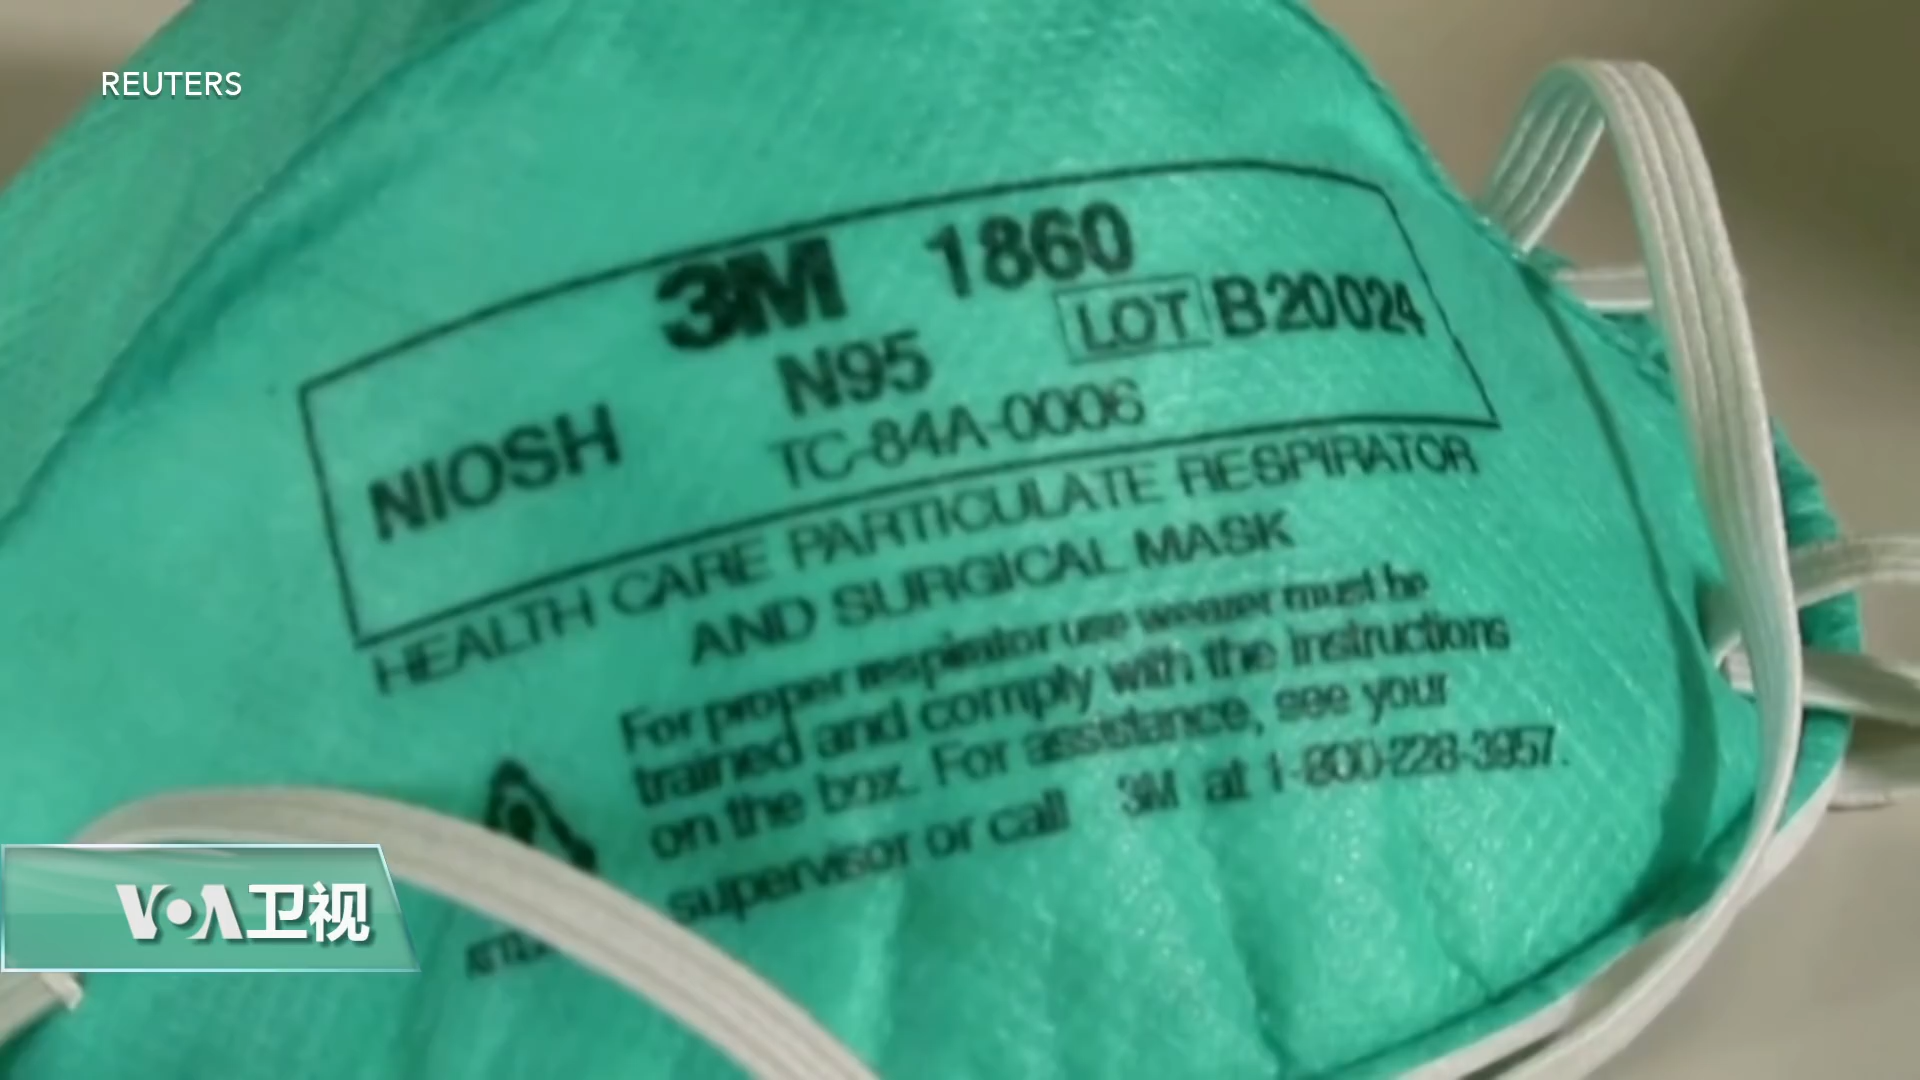 REUTERS
3M 1860
N95 LOT B20024
NIOSH TC-84A-0006
HEALTH CARE PARTICULATE RESPIRATOR
AND SURGICAL MASK
For proper respirator use wearer must be
trained and comply with the instructions
on the box. For assistance, see your
supervisor or call 3M at 1-800-228-3957.
VOA卫视